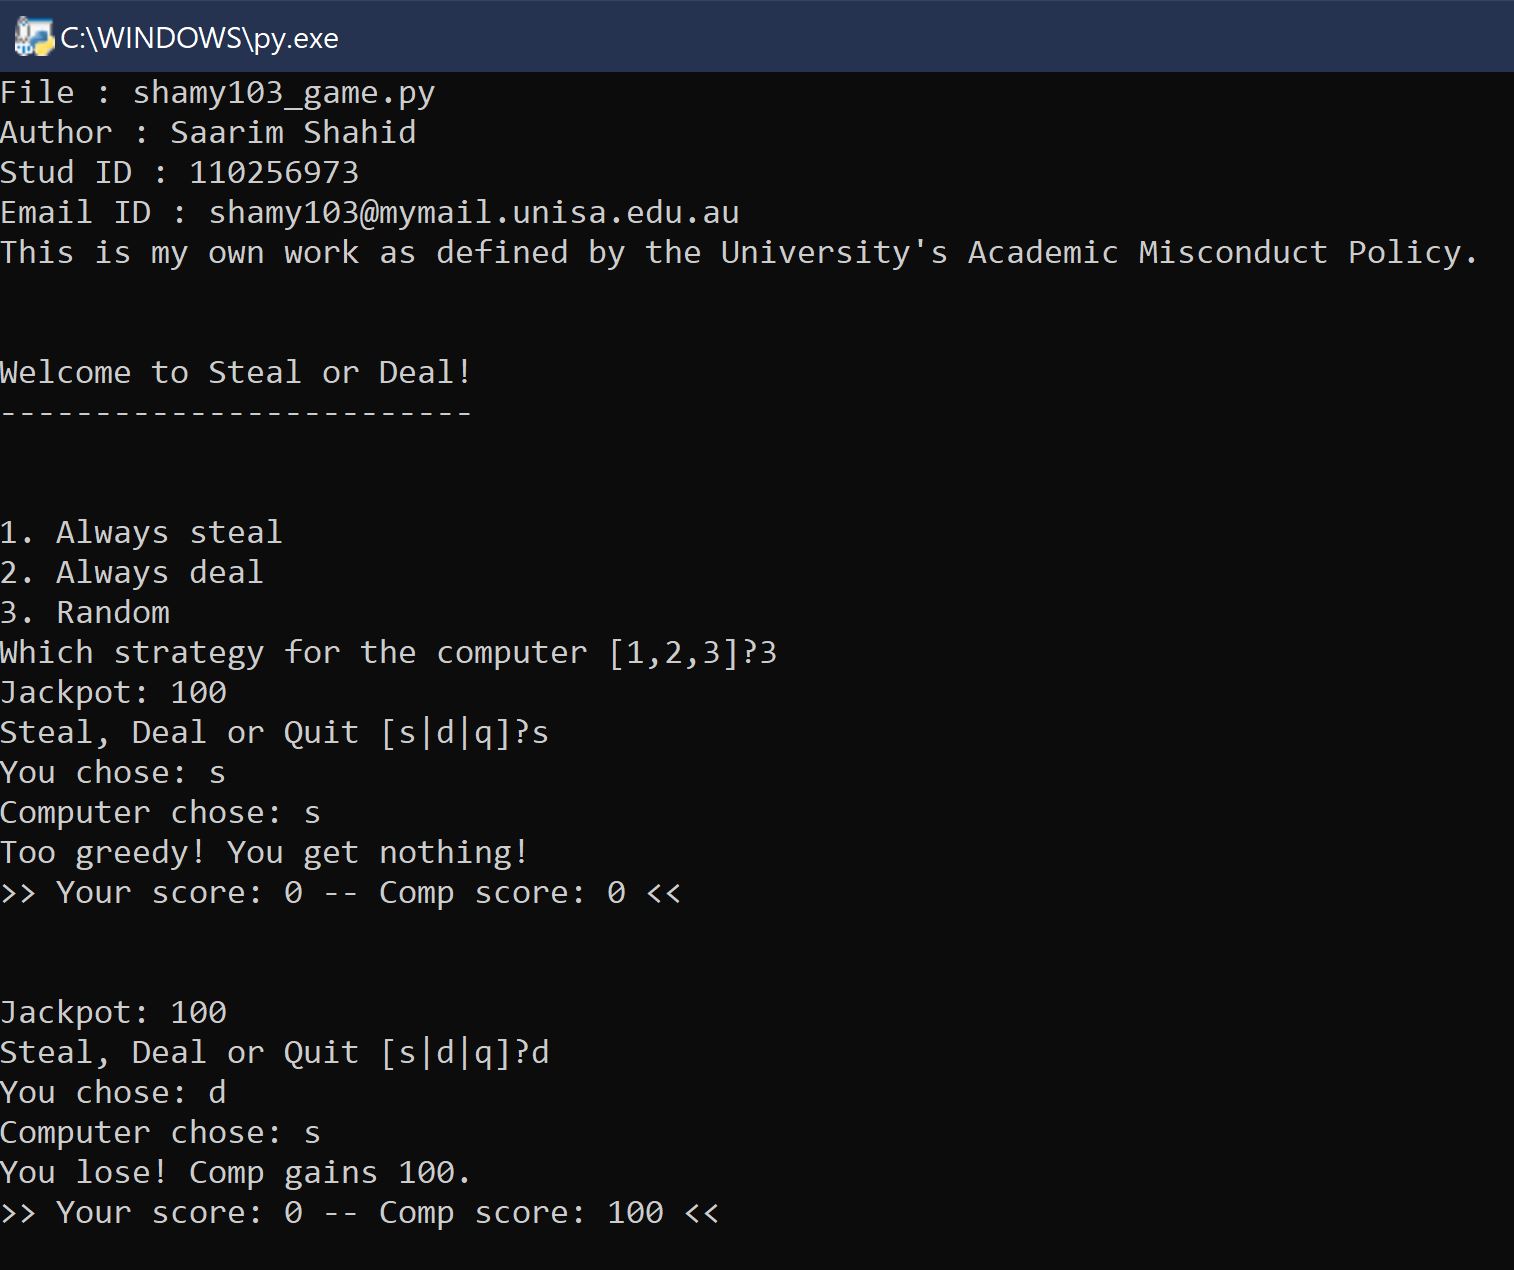 C:\WINDOWS\py.exe
File : shamy103_game.py
Author : Saarim Shahid
Stud ID : 110256973
Email ID : shamy103@mymail.unisa.edu.au
This is my own work as defined by the University's Academic Misconduct Policy.
Welcome to Steal or Deal!
-------------------------
1. Always steal
2. Always deal
3. Random
Which strategy for the computer [1,2,3]?3
Jackpot: 100
Steal, Deal or Quit [s|d|q]?s
You chose: s
Computer chose: s
Too greedy! You get nothing!
>> Your score: 0 -- Comp score: 0 <<
Jackpot: 100
Steal, Deal or Quit [s|d|q]?d
You chose: d
Computer chose: s
You lose! Comp gains 100.
>> Your score: 0 -- Comp score: 100 <<